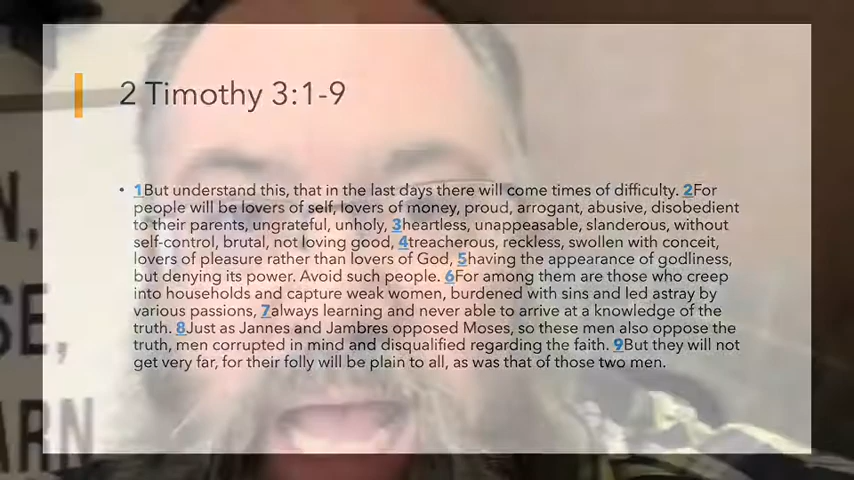 2 Timothy 3:1-9
• 1But understand this, that in the last days there will come times of difficulty. 2For
people will be lovers of self, lovers of money, proud, arrogant, abusive, disobedient
to their parents, ungrateful, unholy, 3heartless, unappeasable, slanderous, without
self-control, brutal, not loving good, 4treacherous, reckless, swollen with conceit,
lovers of pleasure rather than lovers of God, 5having the appearance of godliness,
but denying its power. Avoid such people. 6For among them are those who creep
into households and capture weak women, burdened with sins and led astray by
various passions, 7always learning and never able to arrive at a knowledge of the
truth. 8Just as Jannes and Jambres opposed Moses, so these men also oppose the
truth, men corrupted in mind and disqualified regarding the faith. 9But they will not
get very far, for their folly will be plain to all, as was that of those two men.